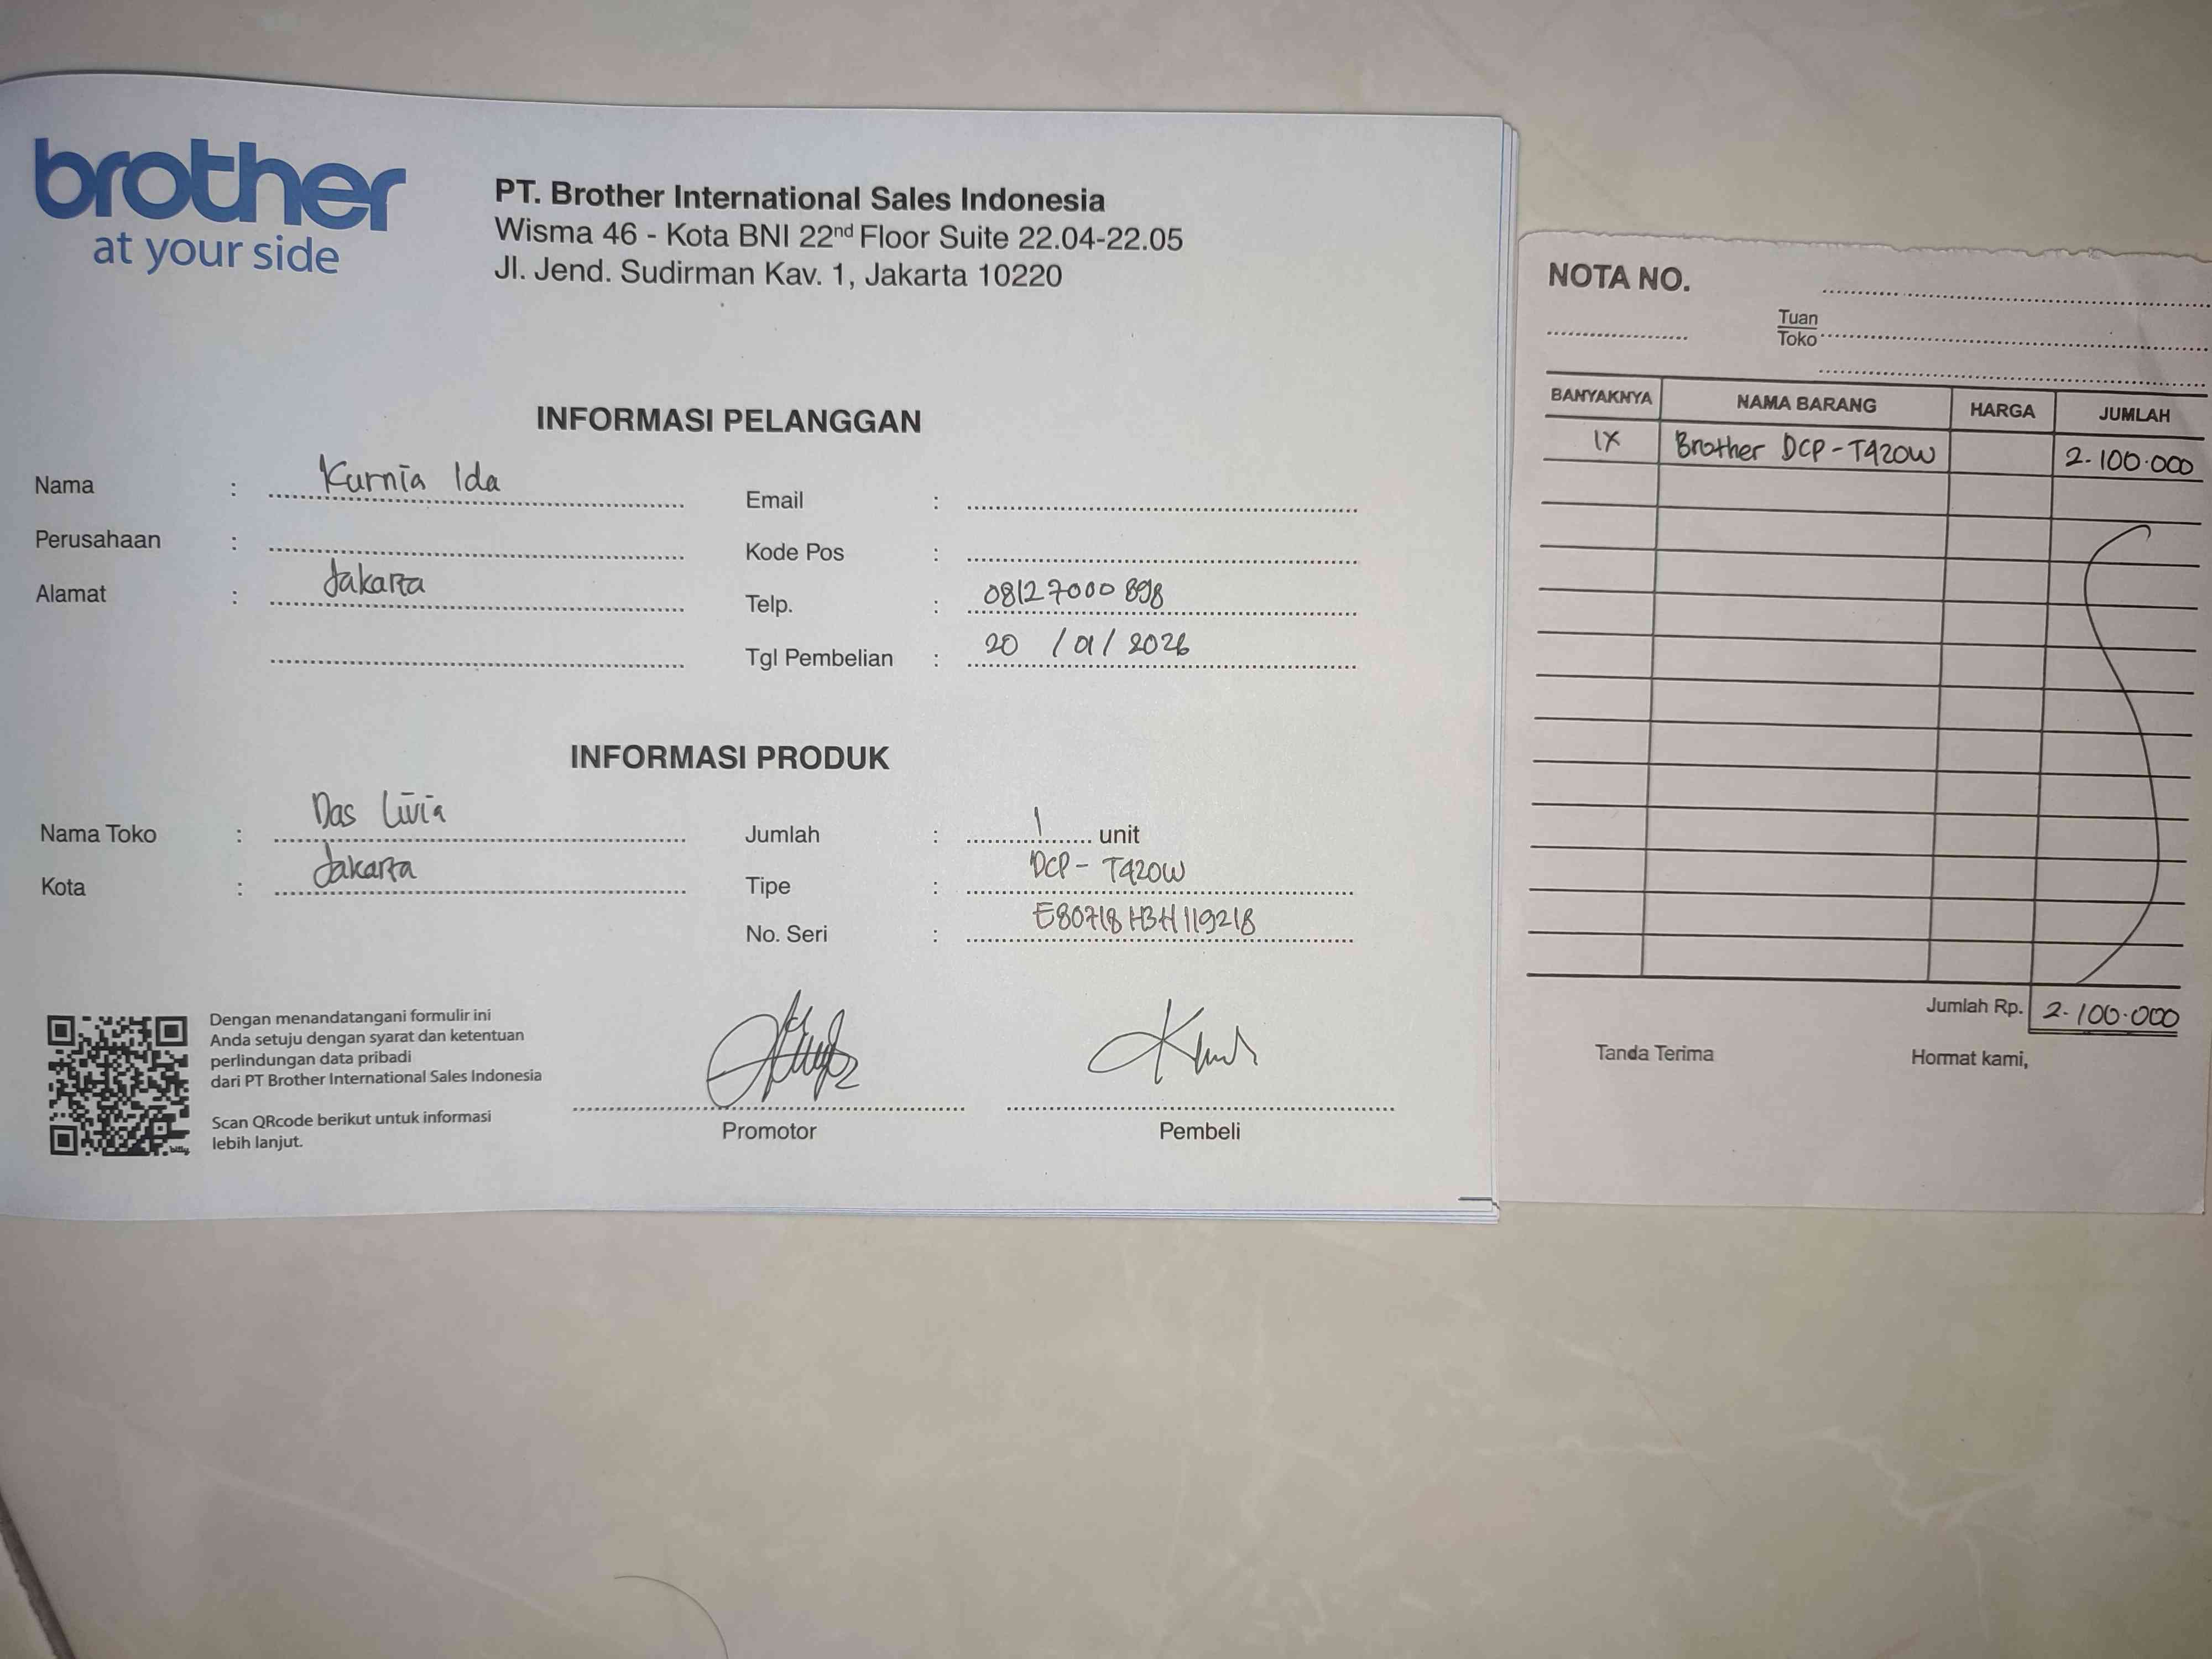 brother
at your side
PT. Brother International Sales Indonesia
Wisma 46 - Kota BNI 22nd Floor Suite 22.04-22.05
Jl. Jend. Sudirman Kav. 1, Jakarta 10220
INFORMASI PELANGGAN
Nama : Kurnia Ida
Perusahaan :
Alamat : Jakarta
Email :
Kode Pos :
Telp. : 08127000898
Tgl Pembelian : 20 / 01 / 2026
INFORMASI PRODUK
Nama Toko : Das Livia
Kota : Jakarta
Jumlah : 1 unit
Tipe : DCP - T420W
No. Seri : E80718H3H119218
Dengan menandatangani formulir ini
Anda setuju dengan syarat dan ketentuan
perlindungan data pribadi
dari PT Brother International Sales Indonesia
Scan QRcode berikut untuk informasi
lebih lanjut.
Promotor
Pembeli
NOTA NO.
Tuan
Toko
BANYAKNYA NAMA BARANG HARGA JUMLAH
1X Brother DCP - T420W 2.100.000
Jumlah Rp. 2.100.000
Tanda Terima Hormat kami,